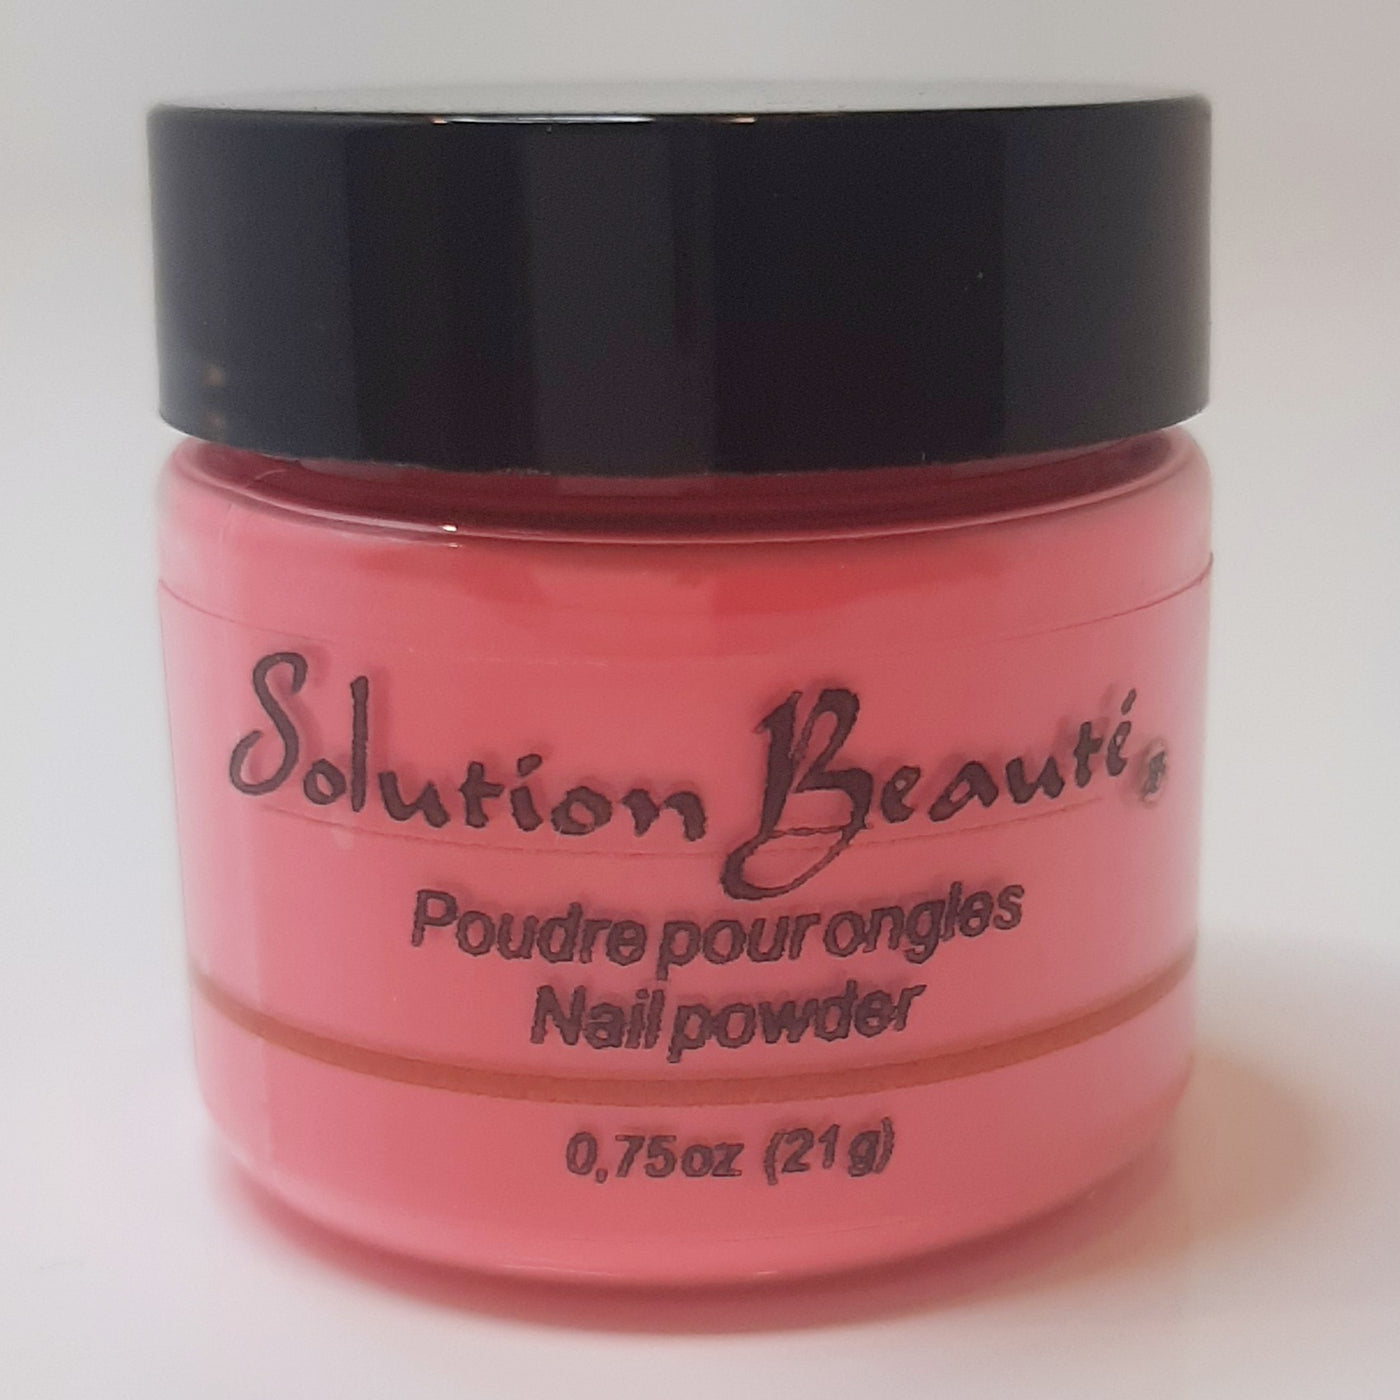 Solution Beauté®
Poudre pour ongles
Nail powder
0,75oz (21g)